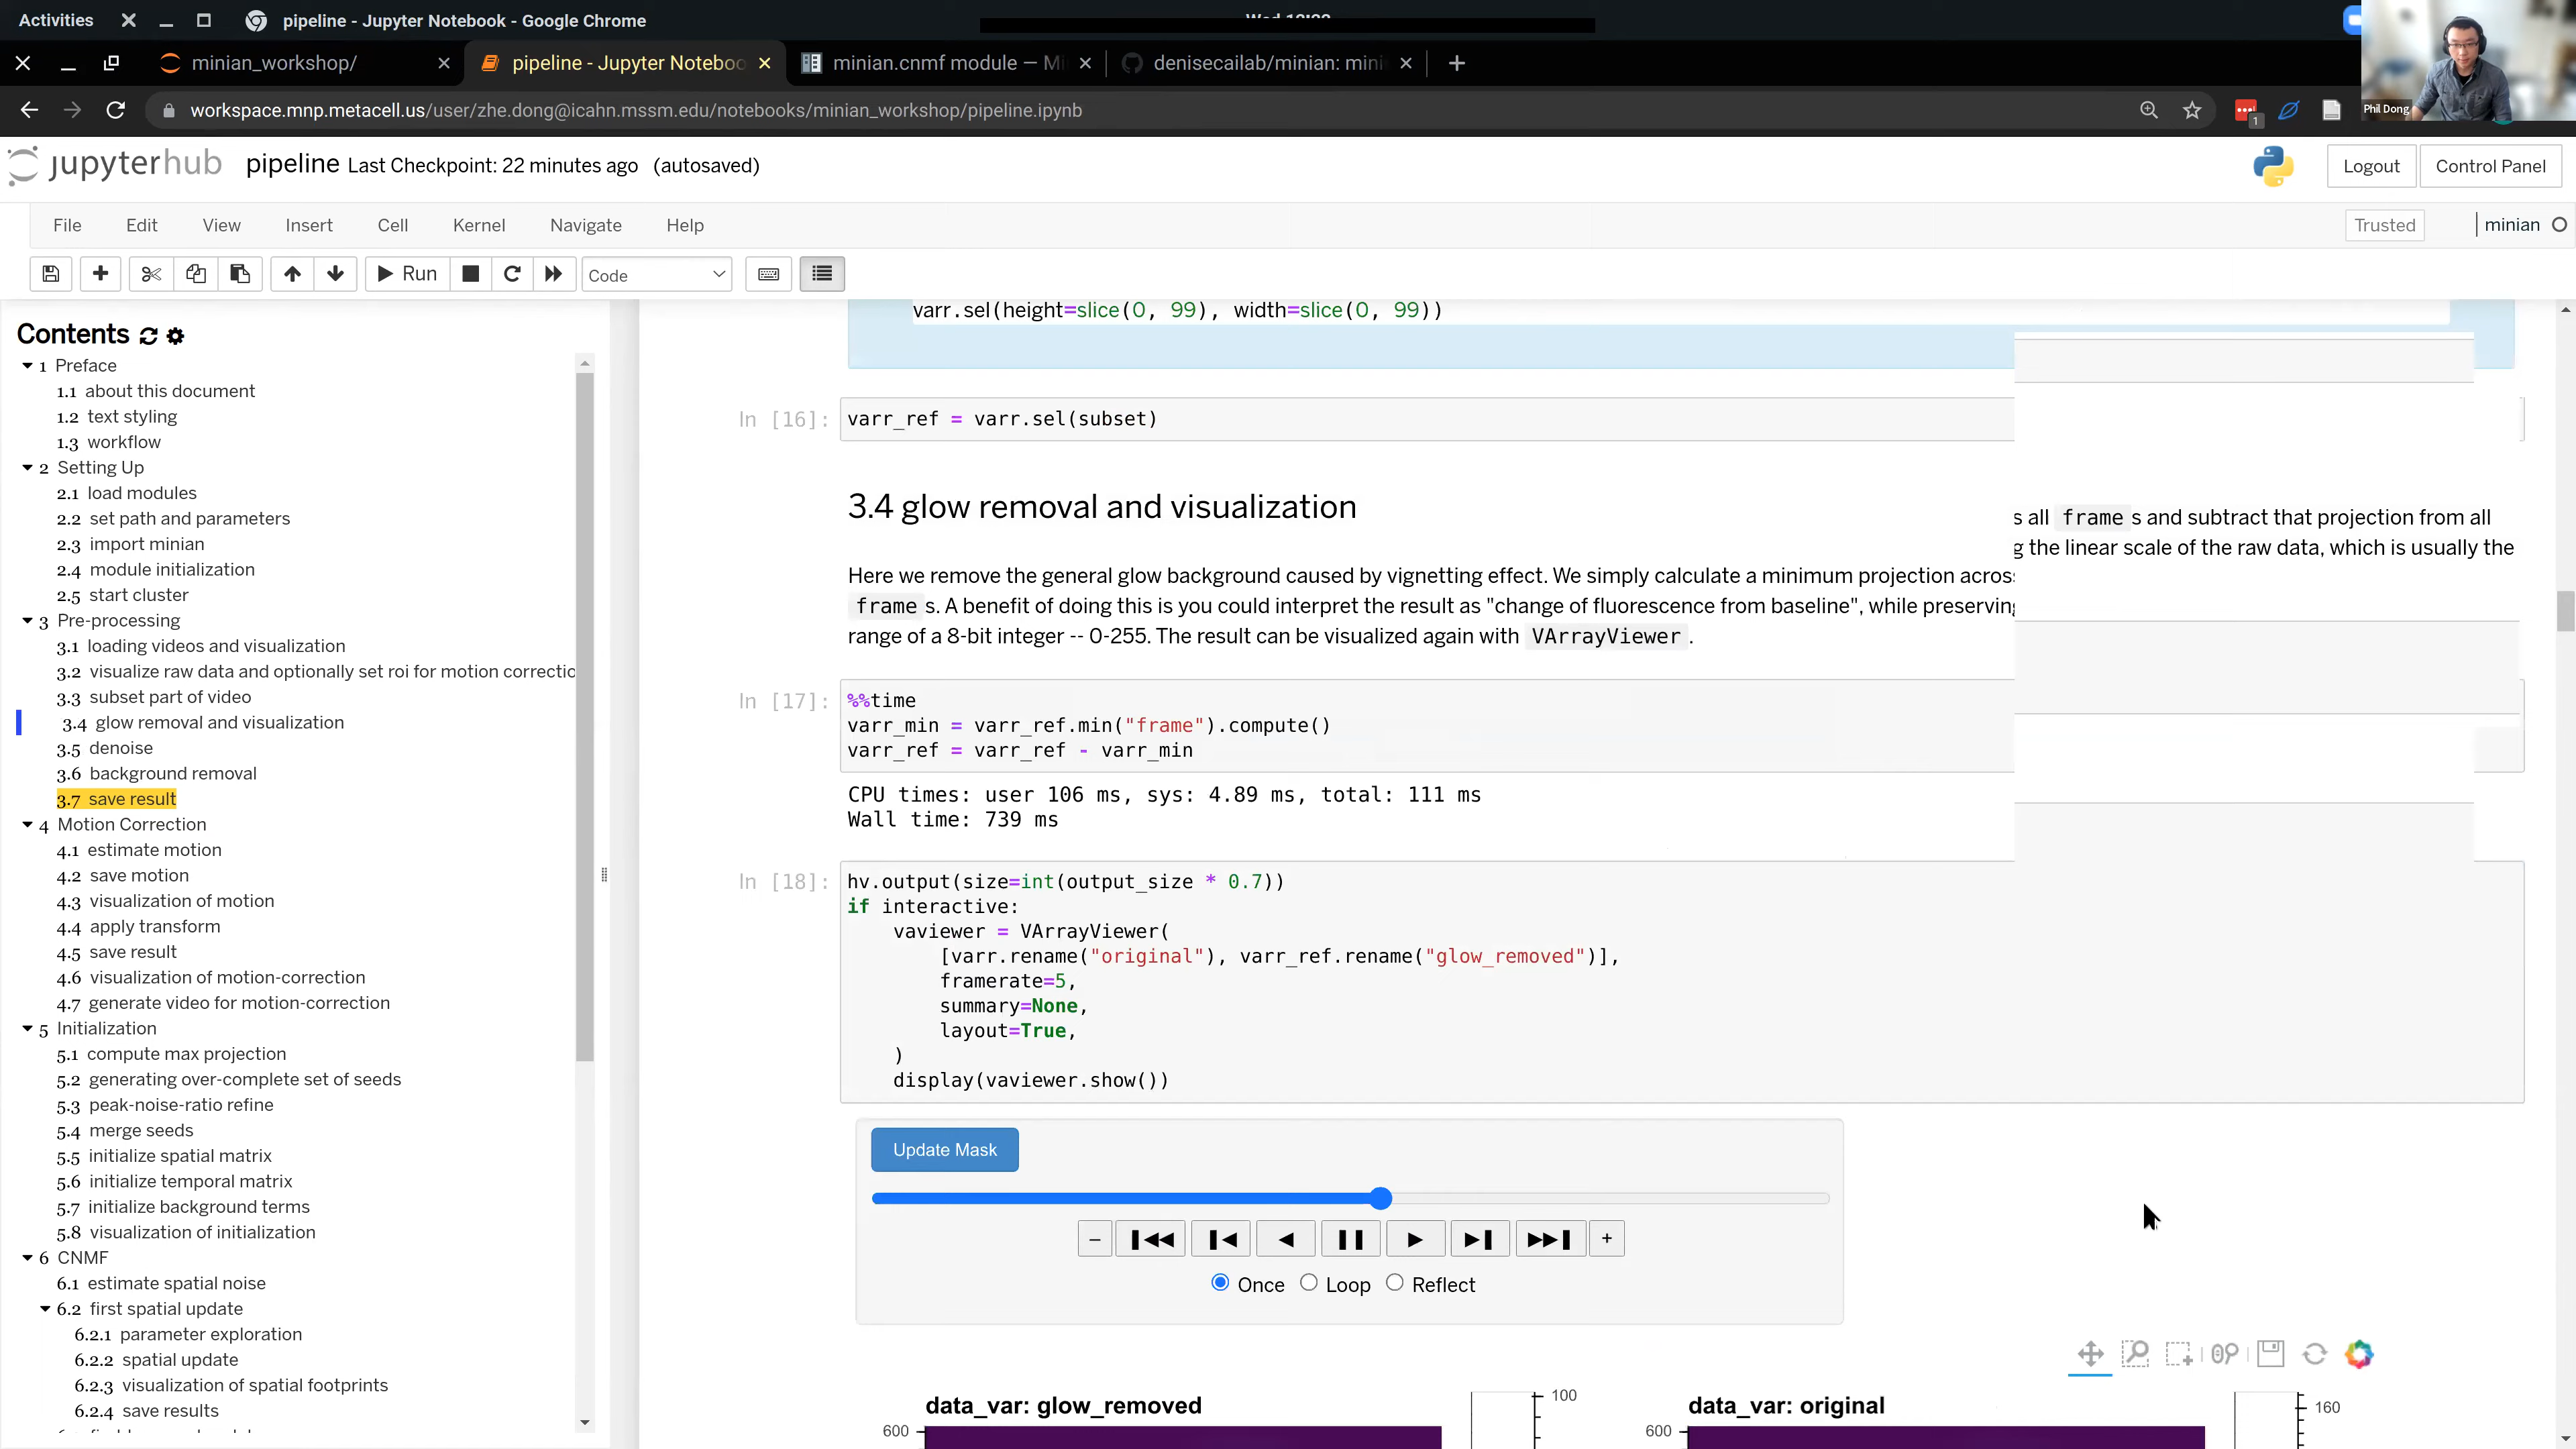 Activities
pipeline - Jupyter Notebook - Google Chrome
minian_workshop/
pipeline - Jupyter Noteboo
minian.cnmf module — Mi
denisecailab/minian: mini
workspace.mnp.metacell.us/user/zhe.dong@icahn.mssm.edu/notebooks/minian_workshop/pipeline.ipynb
1
Phil Dong
jupyterhub
pipeline Last Checkpoint: 22 minutes ago (autosaved)
Logout
Control Panel
File
Edit
View
Insert
Cell
Kernel
Navigate
Help
Trusted
minian
Run
Code
Contents
1 Preface
1.1 about this document
1.2 text styling
1.3 workflow
2 Setting Up
2.1 load modules
2.2 set path and parameters
2.3 import minian
2.4 module initialization
2.5 start cluster
3 Pre-processing
3.1 loading videos and visualization
3.2 visualize raw data and optionally set roi for motion correctio
3.3 subset part of video
3.4 glow removal and visualization
3.5 denoise
3.6 background removal
3.7 save result
4 Motion Correction
4.1 estimate motion
4.2 save motion
4.3 visualization of motion
4.4 apply transform
4.5 save result
4.6 visualization of motion-correction
4.7 generate video for motion-correction
5 Initialization
5.1 compute max projection
5.2 generating over-complete set of seeds
5.3 peak-noise-ratio refine
5.4 merge seeds
5.5 initialize spatial matrix
5.6 initialize temporal matrix
5.7 initialize background terms
5.8 visualization of initialization
6 CNMF
6.1 estimate spatial noise
6.2 first spatial update
6.2.1 parameter exploration
6.2.2 spatial update
6.2.3 visualization of spatial footprints
6.2.4 save results
varr.sel(height=slice(0, 99), width=slice(0, 99))
In [16]: varr_ref = varr.sel(subset)
3.4 glow removal and visualization
Here we remove the general glow background caused by vignetting effect. We simply calculate a minimum projection across
frame s. A benefit of doing this is you could interpret the result as "change of fluorescence from baseline", while preserving
range of a 8-bit integer -- 0-255. The result can be visualized again with VArrayViewer .
s all frame s and subtract that projection from all
g the linear scale of the raw data, which is usually the
In [17]: %%time
varr_min = varr_ref.min("frame").compute()
varr_ref = varr_ref - varr_min
CPU times: user 106 ms, sys: 4.89 ms, total: 111 ms
Wall time: 739 ms
In [18]: hv.output(size=int(output_size * 0.7))
if interactive:
vaviewer = VArrayViewer(
[varr.rename("original"), varr_ref.rename("glow_removed")],
framerate=5,
summary=None,
layout=True,
)
display(vaviewer.show())
Update Mask
Once
Loop
Reflect
data_var: glow_removed
100
600
data_var: original
160
600